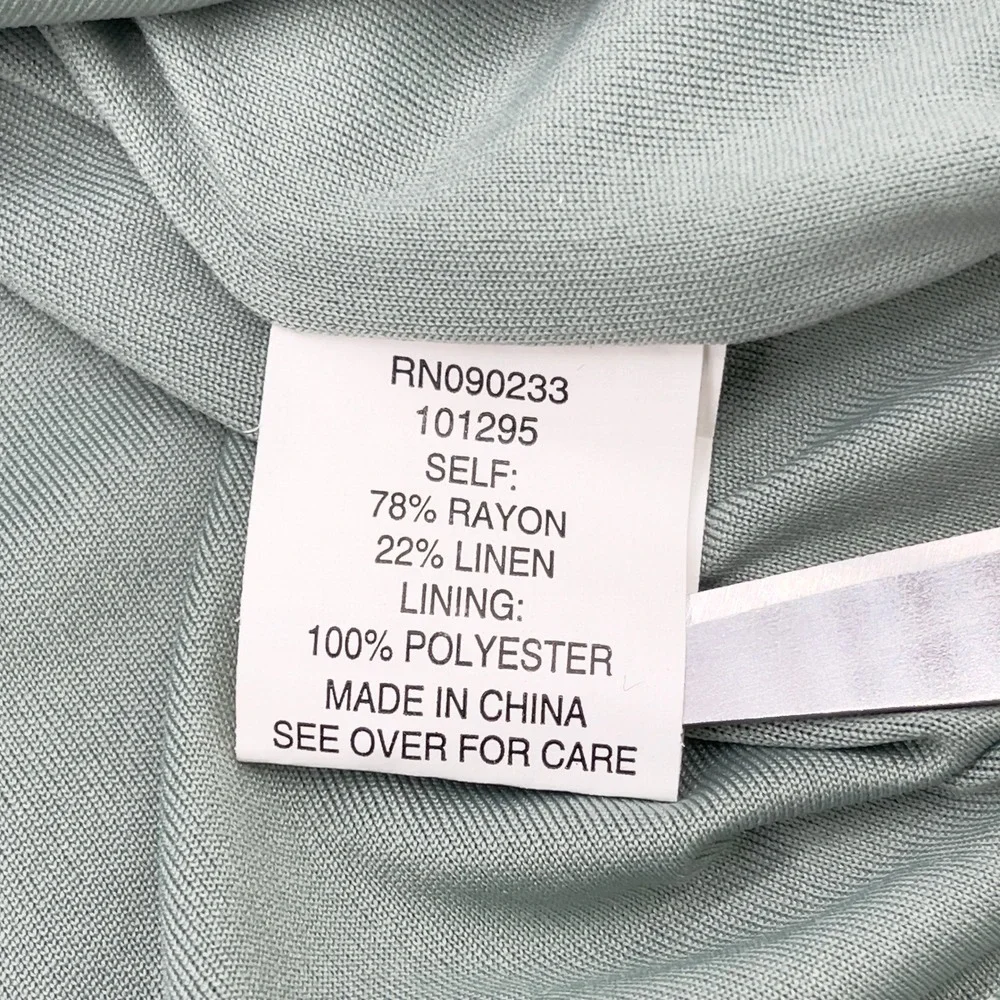 RN090233
101295
SELF:
78% RAYON
22% LINEN
LINING:
100% POLYESTER
MADE IN CHINA
SEE OVER FOR CARE